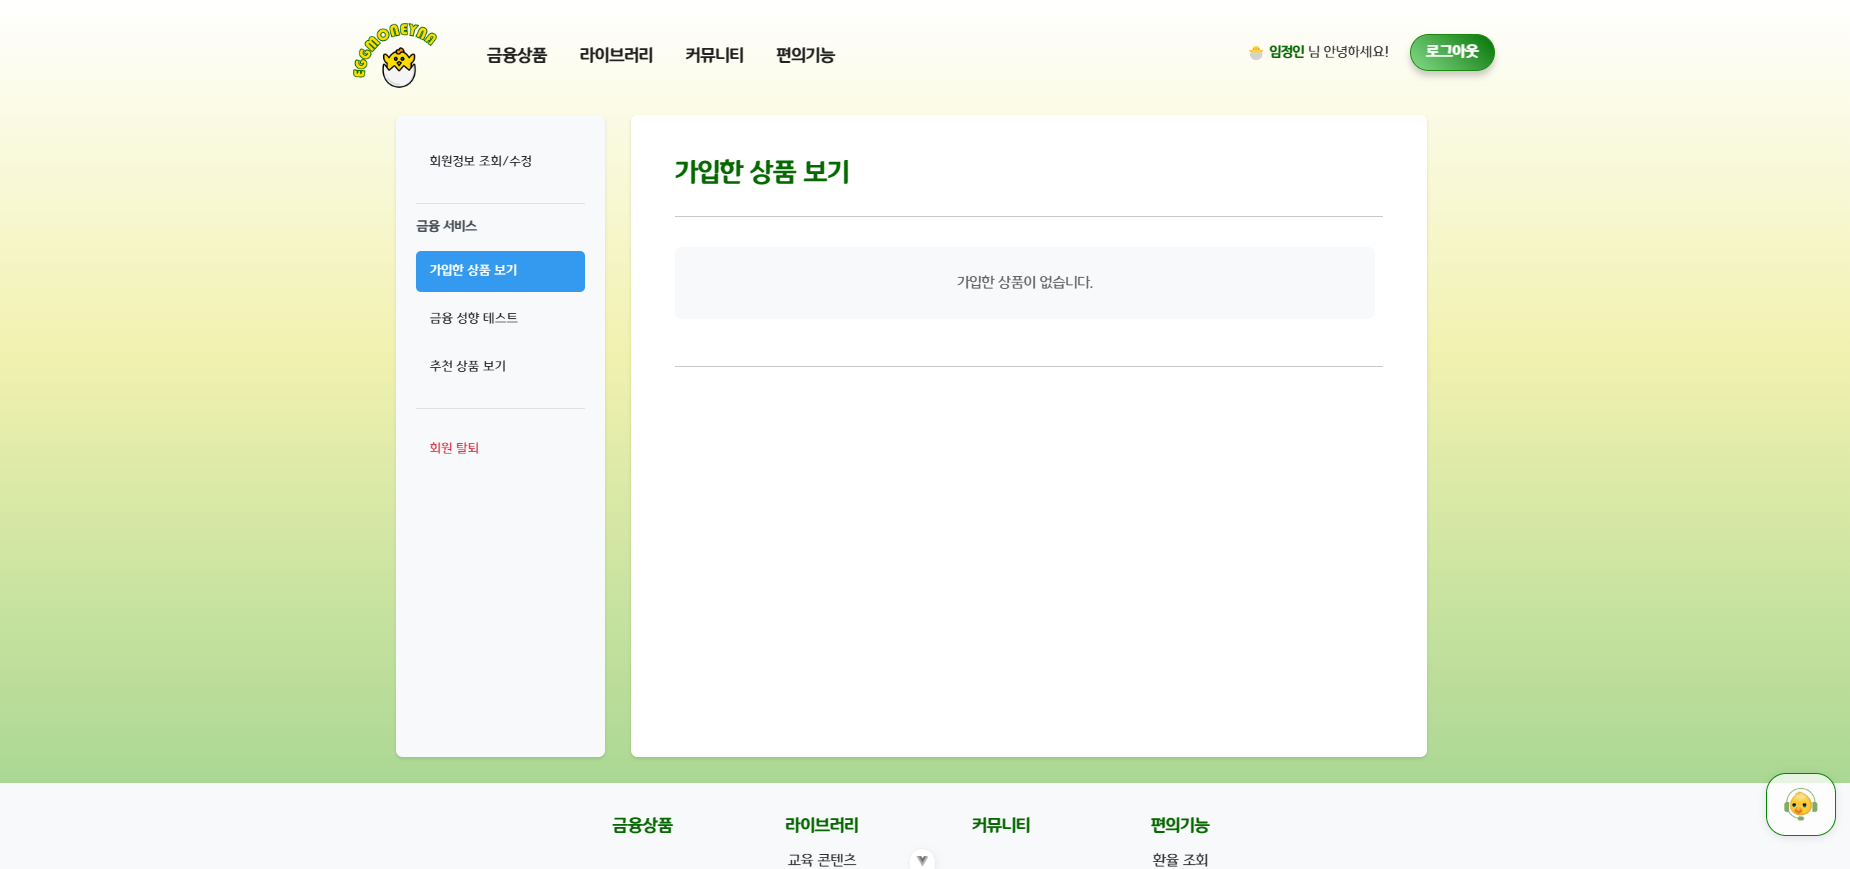 EGGMONEYNA
금융상품 라이브러리 커뮤니티 편의기능
임정인 님 안녕하세요!
로그아웃
회원정보 조회/수정
금융 서비스
가입한 상품 보기
금융 성향 테스트
추천 상품 보기
회원 탈퇴
가입한 상품 보기
가입한 상품이 없습니다.
금융상품 라이브러리 커뮤니티 편의기능
교육 콘텐츠 환율 조회